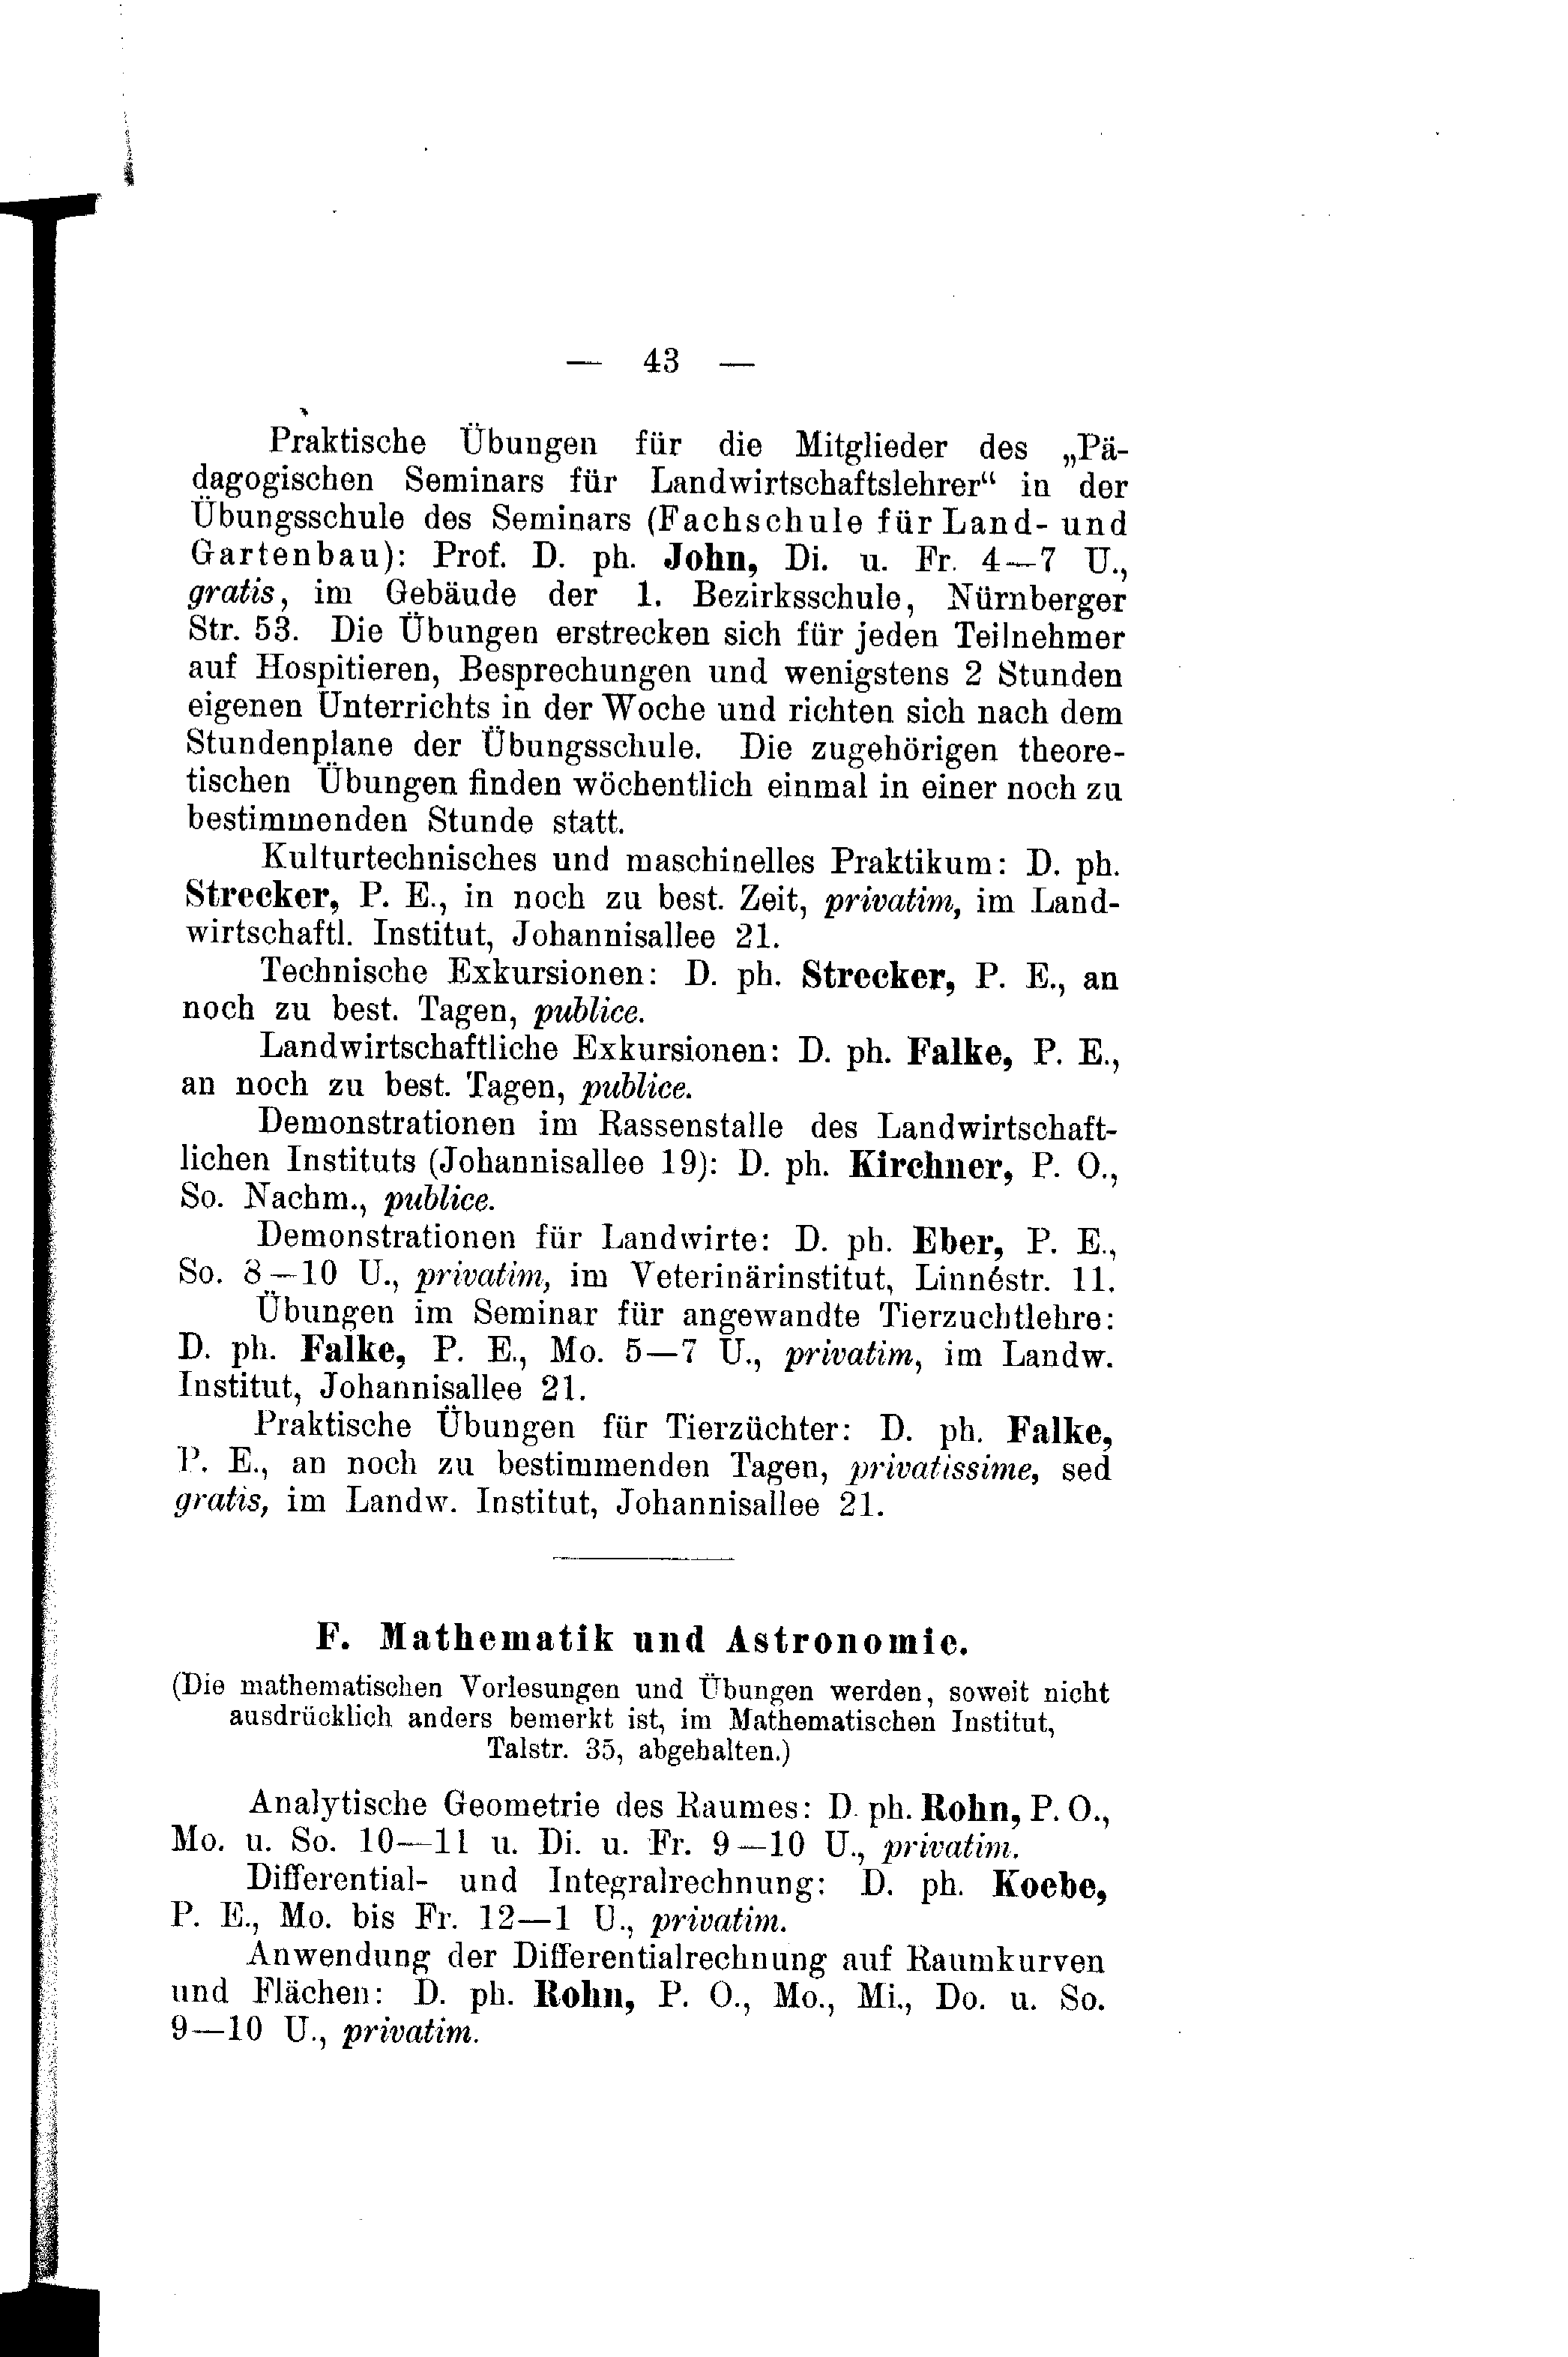 — 43 —
Praktische Übungen für die Mitglieder des „Pä-
dagogischen Seminars für Landwirtschaftslehrer“ in der
Übungsschule des Seminars (Fachschule für Land- und
Gartenbau): Prof. D. ph. John, Di. u. Fr. 4—7 U.,
gratis, im Gebäude der 1. Bezirksschule, Nürnberger
Str. 53. Die Übungen erstrecken sich für jeden Teilnehmer
auf Hospitieren, Besprechungen und wenigstens 2 Stunden
eigenen Unterrichts in der Woche und richten sich nach dem
Stundenplane der Übungsschule. Die zugehörigen theore-
tischen Übungen finden wöchentlich einmal in einer noch zu
bestimmenden Stunde statt.
Kulturtechnisches und maschinelles Praktikum: D. ph.
Strecker, P. E., in noch zu best. Zeit, privatim, im Land-
wirtschaftl. Institut, Johannisallee 21.
Technische Exkursionen: D. ph. Strecker, P. E., an
noch zu best. Tagen, publice.
Landwirtschaftliche Exkursionen: D. ph. Falke, P. E.,
an noch zu best. Tagen, publice.
Demonstrationen im Rassenstalle des Landwirtschaft-
lichen Instituts (Johannisallee 19): D. ph. Kirchner, P. O.,
So. Nachm., publice.
Demonstrationen für Landwirte: D. ph. Eber, P. E.,
So. 8—10 U., privatim, im Veterinärinstitut, Linnéstr. 11.
Übungen im Seminar für angewandte Tierzuchtlehre:
D. ph. Falke, P. E., Mo. 5—7 U., privatim, im Landw.
Institut, Johannisallee 21.
Praktische Übungen für Tierzüchter: D. ph. Falke,
P. E., an noch zu bestimmenden Tagen, privatissime, sed
gratis, im Landw. Institut, Johannisallee 21.
F. Mathematik und Astronomie.
(Die mathematischen Vorlesungen und Übungen werden, soweit nicht
ausdrücklich anders bemerkt ist, im Mathematischen Institut,
Talstr. 35, abgehalten.)
Analytische Geometrie des Raumes: D. ph. Rohn, P. O.,
Mo. u. So. 10—11 u. Di. u. Fr. 9—10 U., privatim.
Differential- und Integralrechnung: D. ph. Koebe,
P. E., Mo. bis Fr. 12—1 U., privatim.
Anwendung der Differentialrechnung auf Raumkurven
und Flächen: D. ph. Rohn, P. O., Mo., Mi., Do. u. So.
9—10 U., privatim.